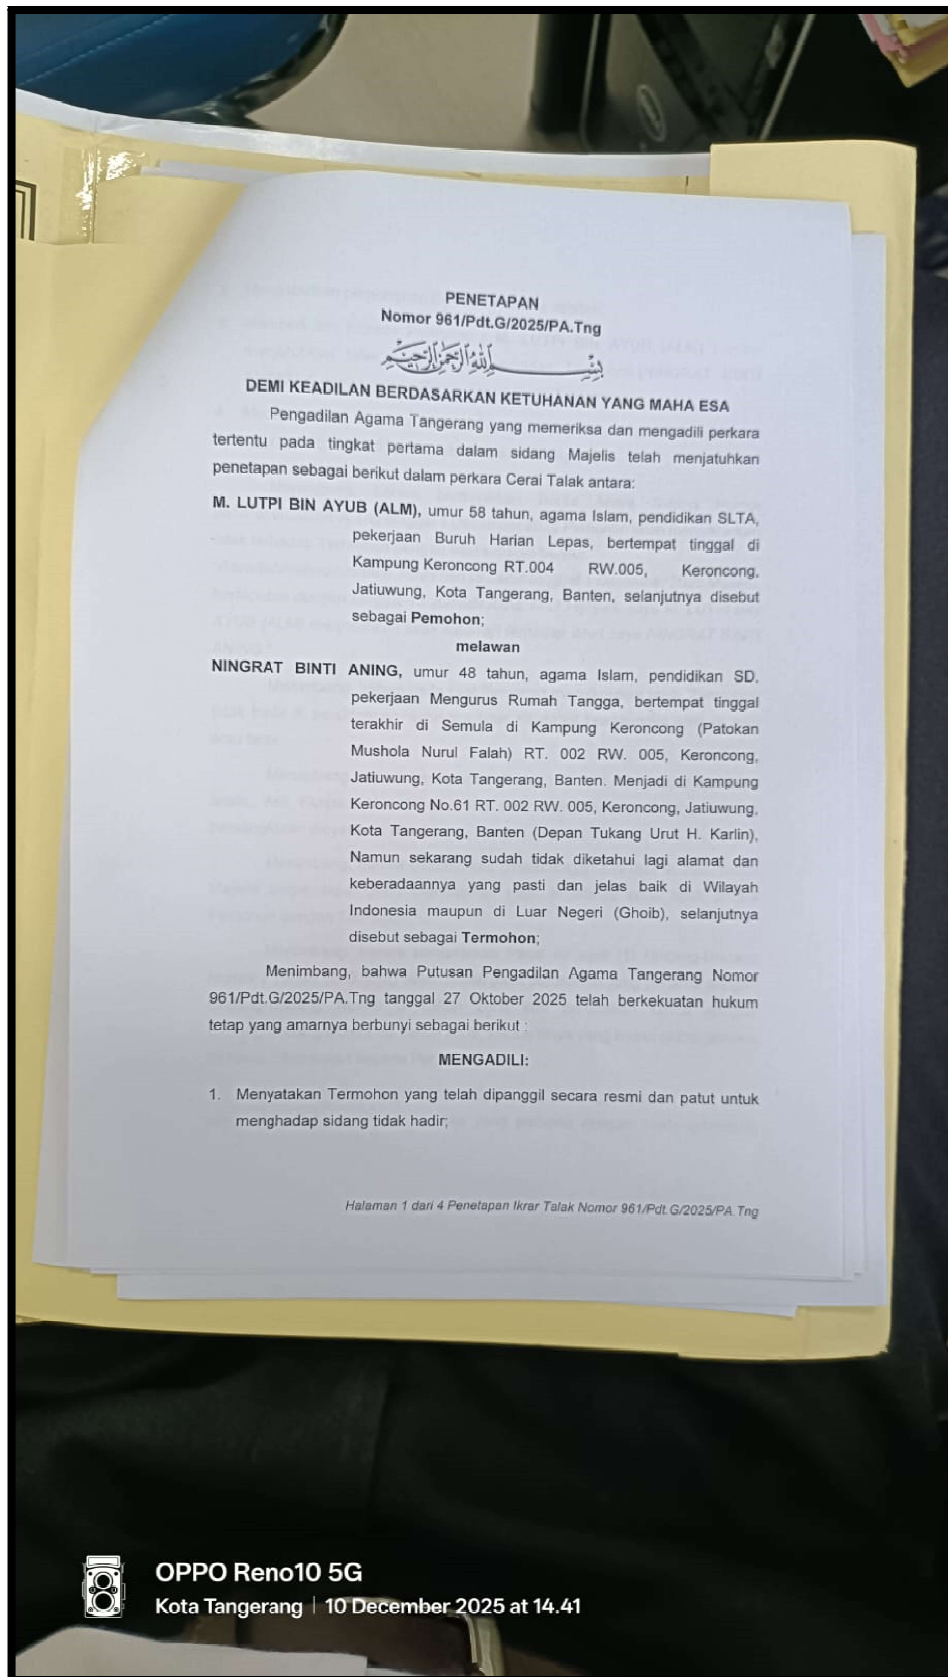 PENETAPAN
Nomor 961/Pdt.G/2025/PA.Tng
بِسْمِ اللهِ الرَّحْمٰنِ الرَّحِيْمِ
DEMI KEADILAN BERDASARKAN KETUHANAN YANG MAHA ESA
Pengadilan Agama Tangerang yang memeriksa dan mengadili perkara
tertentu pada tingkat pertama dalam sidang Majelis telah menjatuhkan
penetapan sebagai berikut dalam perkara Cerai Talak antara:
M. LUTPI BIN AYUB (ALM), umur 58 tahun, agama Islam, pendidikan SLTA,
pekerjaan Buruh Harian Lepas, bertempat tinggal di
Kampung Keroncong RT.004 RW.005, Keroncong,
Jatiuwung, Kota Tangerang, Banten, selanjutnya disebut
sebagai Pemohon;
melawan
NINGRAT BINTI ANING, umur 48 tahun, agama Islam, pendidikan SD,
pekerjaan Mengurus Rumah Tangga, bertempat tinggal
terakhir di Semula di Kampung Keroncong (Patokan
Mushola Nurul Falah) RT. 002 RW. 005, Keroncong,
Jatiuwung, Kota Tangerang, Banten. Menjadi di Kampung
Keroncong No.61 RT. 002 RW. 005, Keroncong, Jatiuwung,
Kota Tangerang, Banten (Depan Tukang Urut H. Karlin),
Namun sekarang sudah tidak diketahui lagi alamat dan
keberadaannya yang pasti dan jelas baik di Wilayah
Indonesia maupun di Luar Negeri (Ghoib), selanjutnya
disebut sebagai Termohon;
Menimbang, bahwa Putusan Pengadilan Agama Tangerang Nomor
961/Pdt.G/2025/PA.Tng tanggal 27 Oktober 2025 telah berkekuatan hukum
tetap yang amarnya berbunyi sebagai berikut :
MENGADILI:
1. Menyatakan Termohon yang telah dipanggil secara resmi dan patut untuk
menghadap sidang tidak hadir;
Halaman 1 dari 4 Penetapan Ikrar Talak Nomor 961/Pdt.G/2025/PA.Tng
OPPO Reno10 5G
Kota Tangerang | 10 December 2025 at 14.41